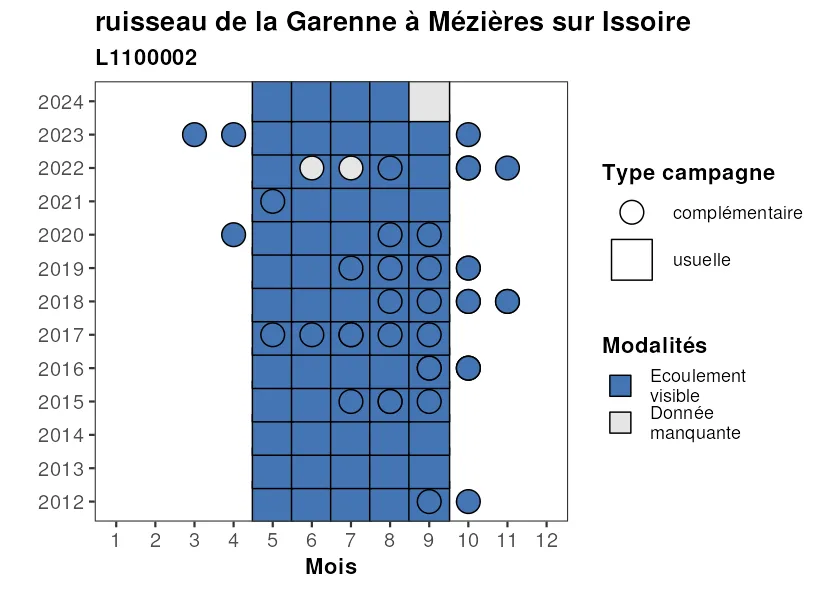 ruisseau de la Garenne à Mézières sur Issoire
L1100002
2024
2023
2022
2021
2020
2019
2018
2017
2016
2015
2014
2013
2012
1 2 3 4 5 6 7 8 9 10 11 12
Mois
Type campagne
complémentaire
usuelle
Modalités
Ecoulement
visible
Donnée
manquante